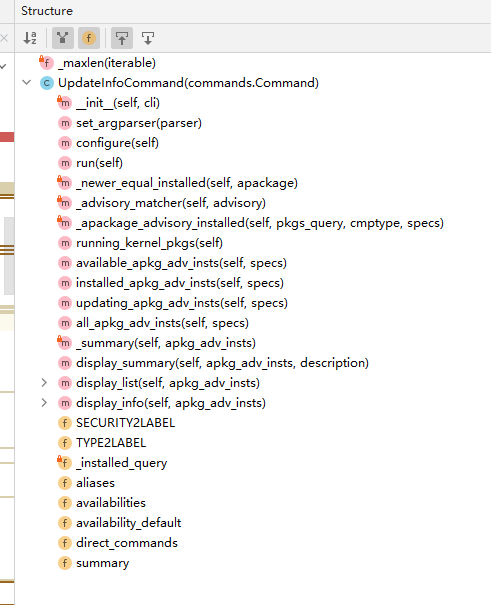 Structure
_maxlen(iterable)
UpdateInfoCommand(commands.Command)
__init__(self, cli)
set_argparser(parser)
configure(self)
run(self)
_newer_equal_installed(self, apackage)
_advisory_matcher(self, advisory)
_apackage_advisory_installed(self, pkgs_query, cmptype, specs)
running_kernel_pkgs(self)
available_apkg_adv_insts(self, specs)
installed_apkg_adv_insts(self, specs)
updating_apkg_adv_insts(self, specs)
all_apkg_adv_insts(self, specs)
_summary(self, apkg_adv_insts)
display_summary(self, apkg_adv_insts, description)
display_list(self, apkg_adv_insts)
display_info(self, apkg_adv_insts)
SECURITY2LABEL
TYPE2LABEL
_installed_query
aliases
availabilities
availability_default
direct_commands
summary